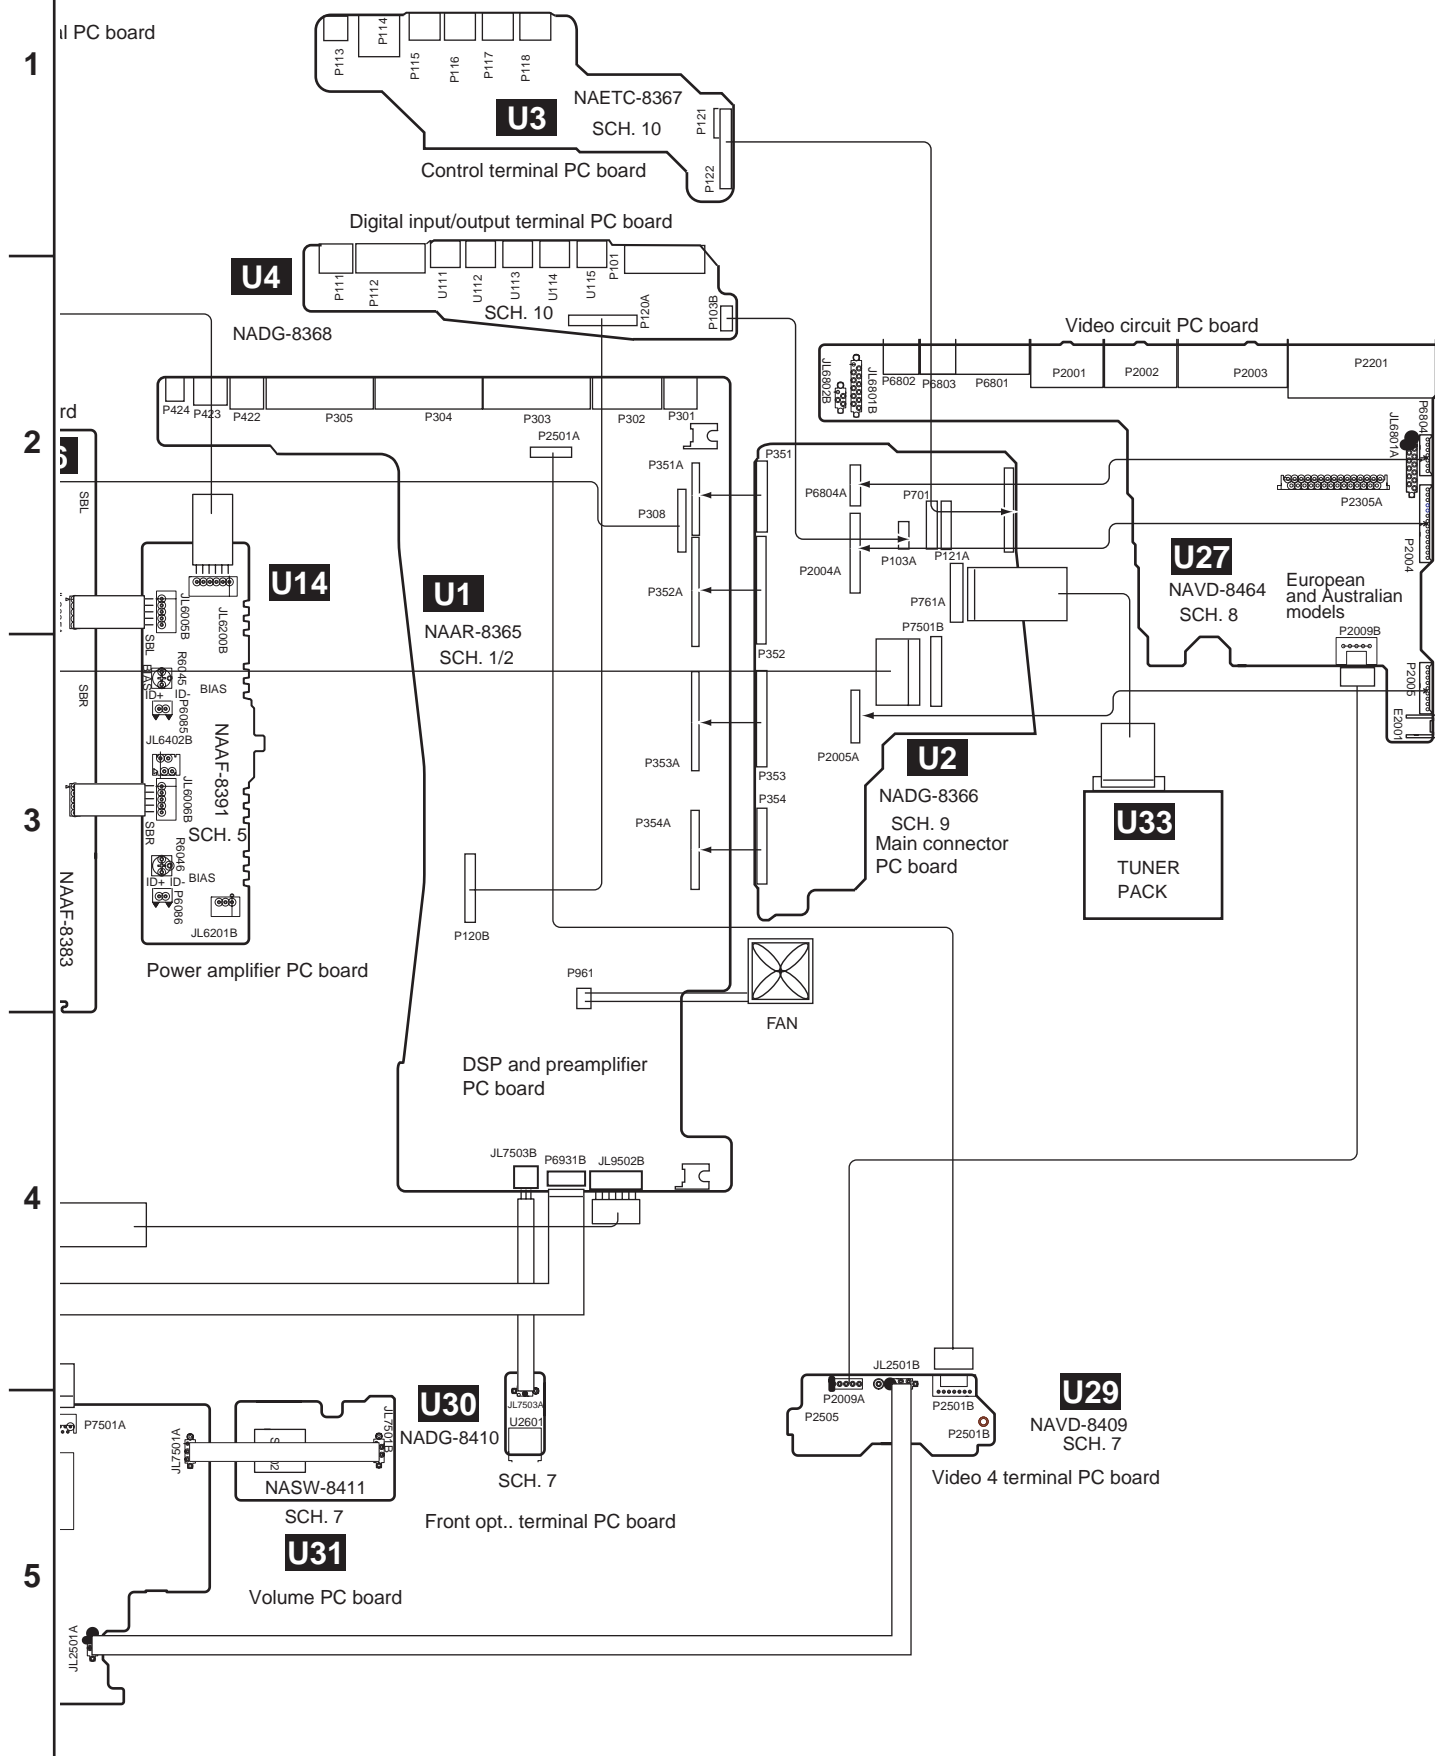 1
al PC board
P113
P114
P115
P116
P117
P118
U3
NAETC-8367
SCH. 10
P121
P122
Control terminal PC board
Digital input/output terminal PC board
U4
P111
P112
U111
U112
U113
U114
U115
P101
SCH. 10
P120A
P103B
NADG-8368
Video circuit PC board
JL6802B
JL6801B
P6802
P6803
P6801
P2001
P2002
P2003
P2201
P6804
JL6801A
P2305A
P2004
2
rd
SBL
P424
P423
P422
P305
P304
P303
P302
P301
P2501A
P351A
P351
P308
P6804A
P701
P352A
P2004A
P103A
P121A
P761A
P7501B
P352
U27
NAVD-8464
SCH. 8
European
and Australian
models
P2009B
P2005
E2001
U14
U1
NAAR-8365
SCH. 1/2
JL6005B
JL6200B
SBL
BIAS
R6045
BIAS
ID+
ID-
P6085
JL6402B
NAAF-8391
JL6006B
SCH. 5
SBR
R6046
ID+
ID-
BIAS
P6086
JL6201B
SBR
3
NAAF-8383
Power amplifier PC board
P353A
P353
P354
P354A
P2005A
U2
NADG-8366
SCH. 9
Main connector
PC board
U33
TUNER
PACK
P120B
P961
FAN
DSP and preamplifier
PC board
4
JL7503B
P6931B
JL9502B
JL2501B
P2009A
P2505
P2501B
P2501B
U29
NAVD-8409
SCH. 7
Video 4 terminal PC board
P7501A
JL7501A
JL7501B
NASW-8411
SCH. 7
U31
Volume PC board
U30
NADG-8410
JL7503A
U2601
SCH. 7
Front opt.. terminal PC board
5
JL2501A